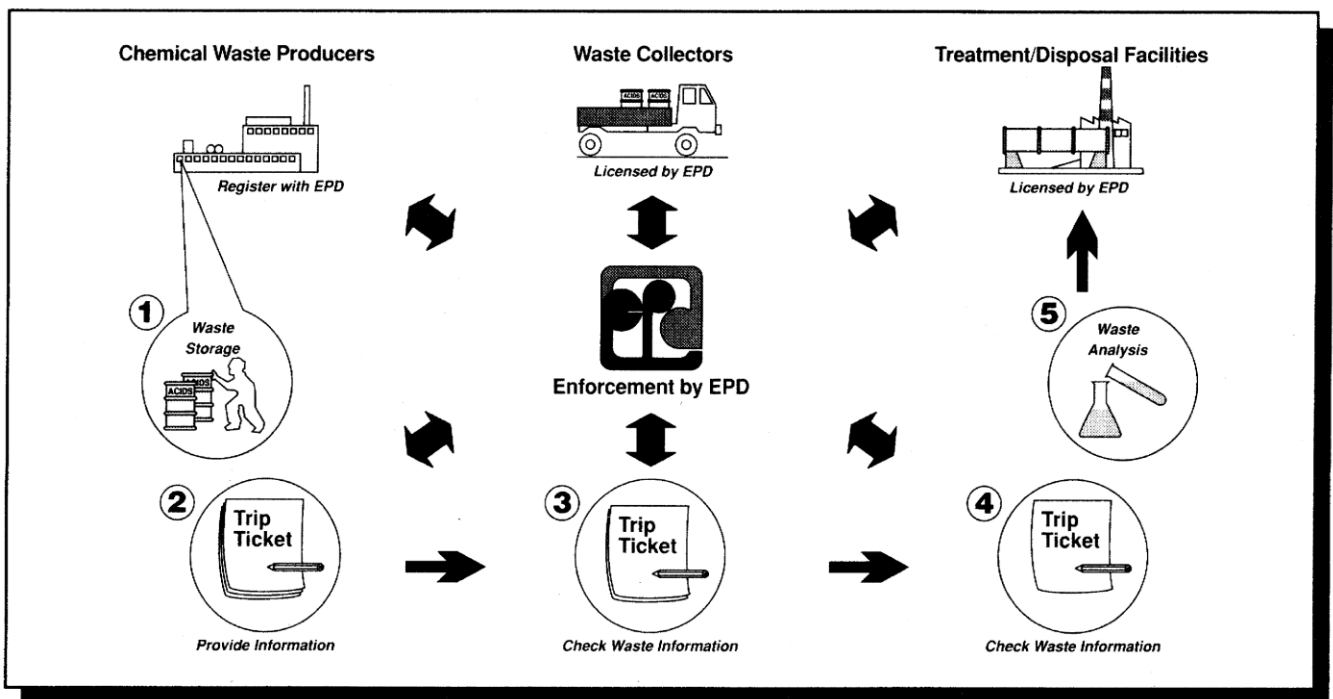 Chemical Waste Producers
Waste Collectors
Treatment/Disposal Facilities
ACIDS ACIDS
Register with EPD
Licensed by EPD
Licensed by EPD
1
Waste
Storage
ACIDS
ACIDS
Enforcement by EPD
5
Waste
Analysis
2
Trip
Ticket
3
Trip
Ticket
4
Trip
Ticket
Provide Information
Check Waste Information
Check Waste Information